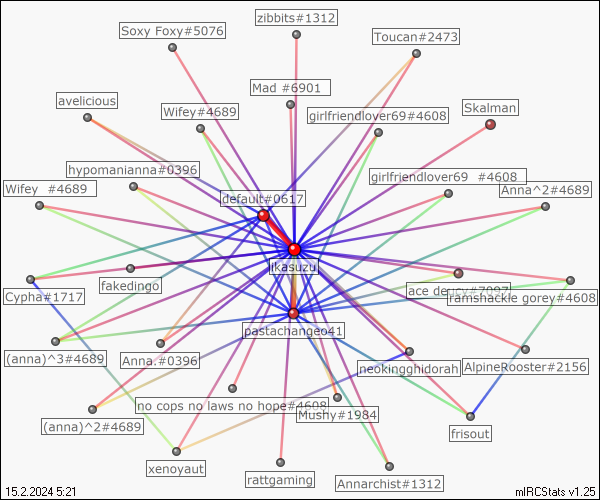 zibbits#1312
Soxy Foxy#5076
Toucan#2473
Mad #6901
avelicious
Skalman
Wifey#4689
girlfriendlover69#4608
hypomanianna#0396
girlfriendlover69 #4608
Wifey #4689
Anna^2#4689
default#0617
ikasuzu
fakedingo
ace deucy#7097
Cypha#1717
ramshackle gorey#4608
pastachangeo41
(anna)^3#4689
Anna.#0396
neokingghidorah
AlpineRooster#2156
no cops no laws no hope#4608
Mushy#1984
(anna)^2#4689
frisout
xenoyaut
rattgaming
Annarchist#1312
15.2.2024 5:21
mIRCStats v1.25